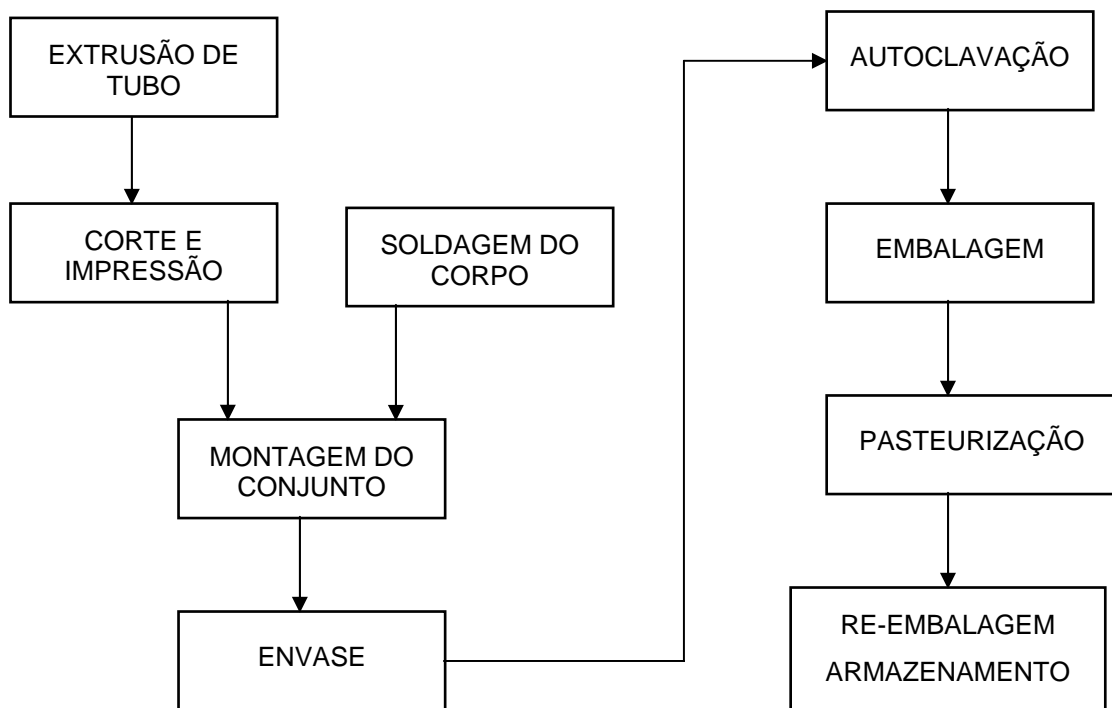 EXTRUSÃO DE
TUBO
CORTE E
IMPRESSÃO
SOLDAGEM DO
CORPO
MONTAGEM DO
CONJUNTO
ENVASE
AUTOCLAVAÇÃO
EMBALAGEM
PASTEURIZAÇÃO
RE-EMBALAGEM
ARMAZENAMENTO